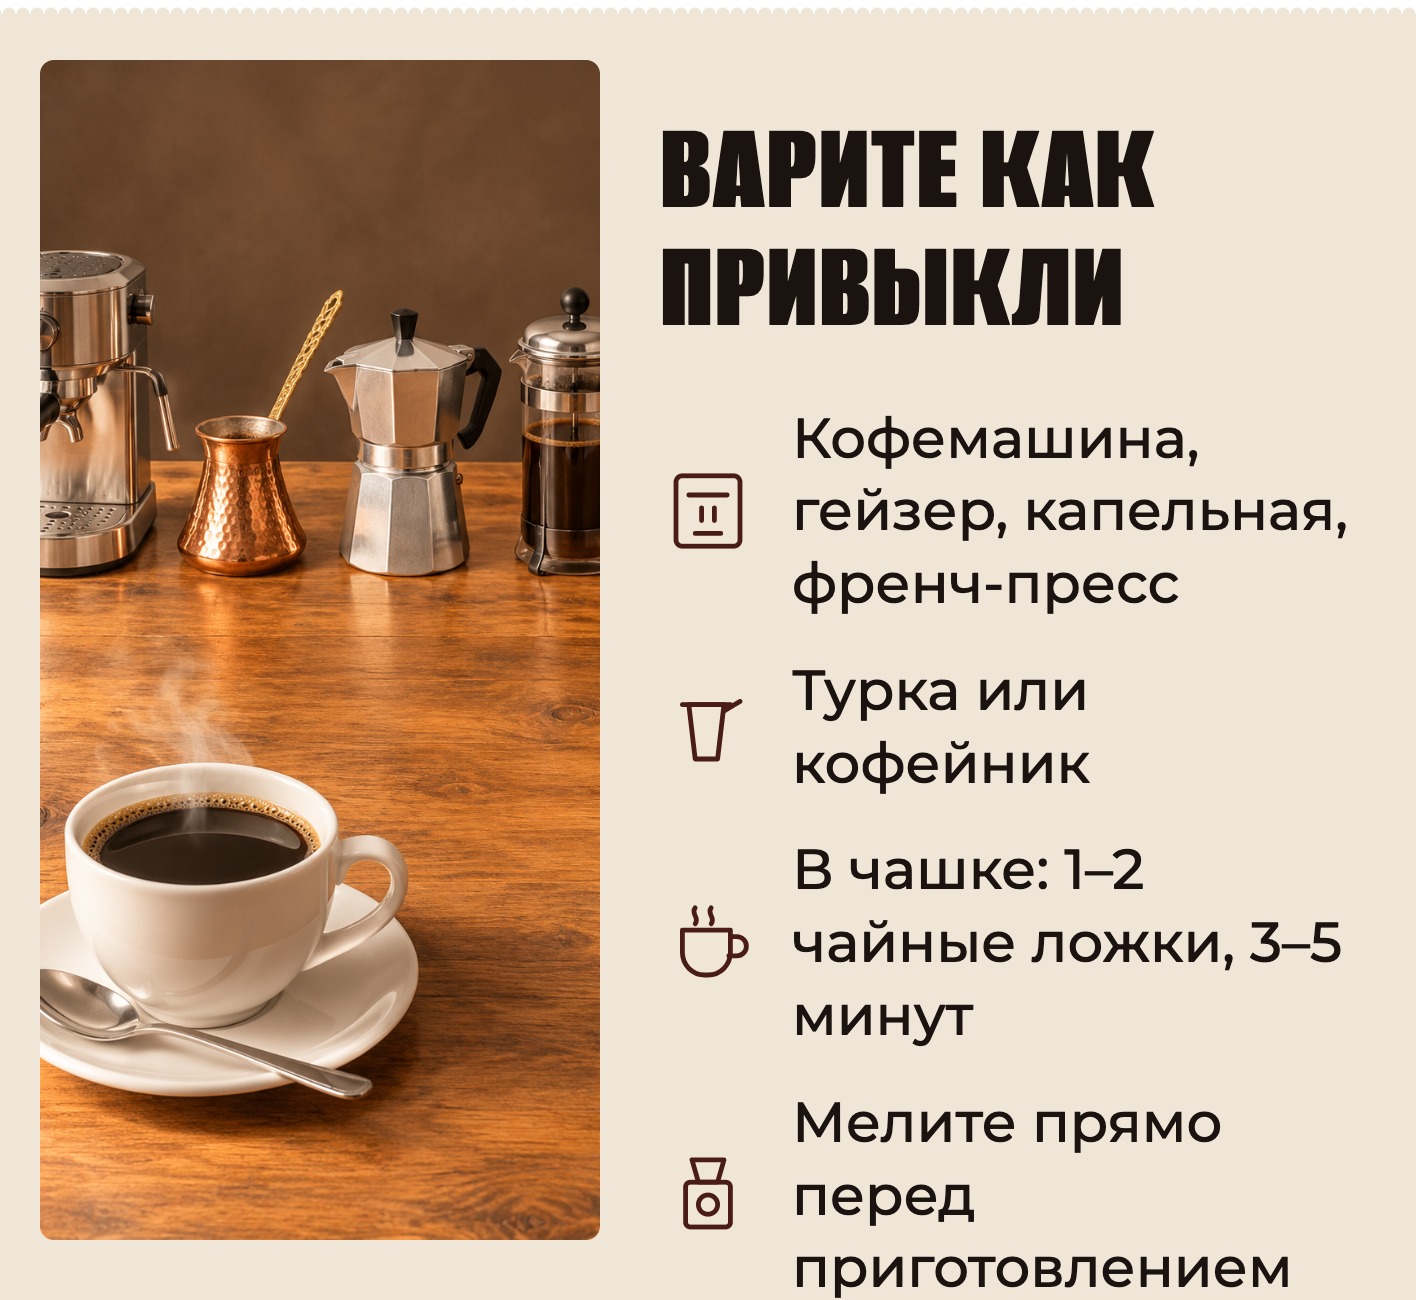 ВАРИТЕ КАК
ПРИВЫКЛИ
Кофемашина,
гейзер, капельная,
френч-пресс
Турка или
кофейник
В чашке: 1–2
чайные ложки, 3–5
минут
Мелите прямо
перед
приготовлением